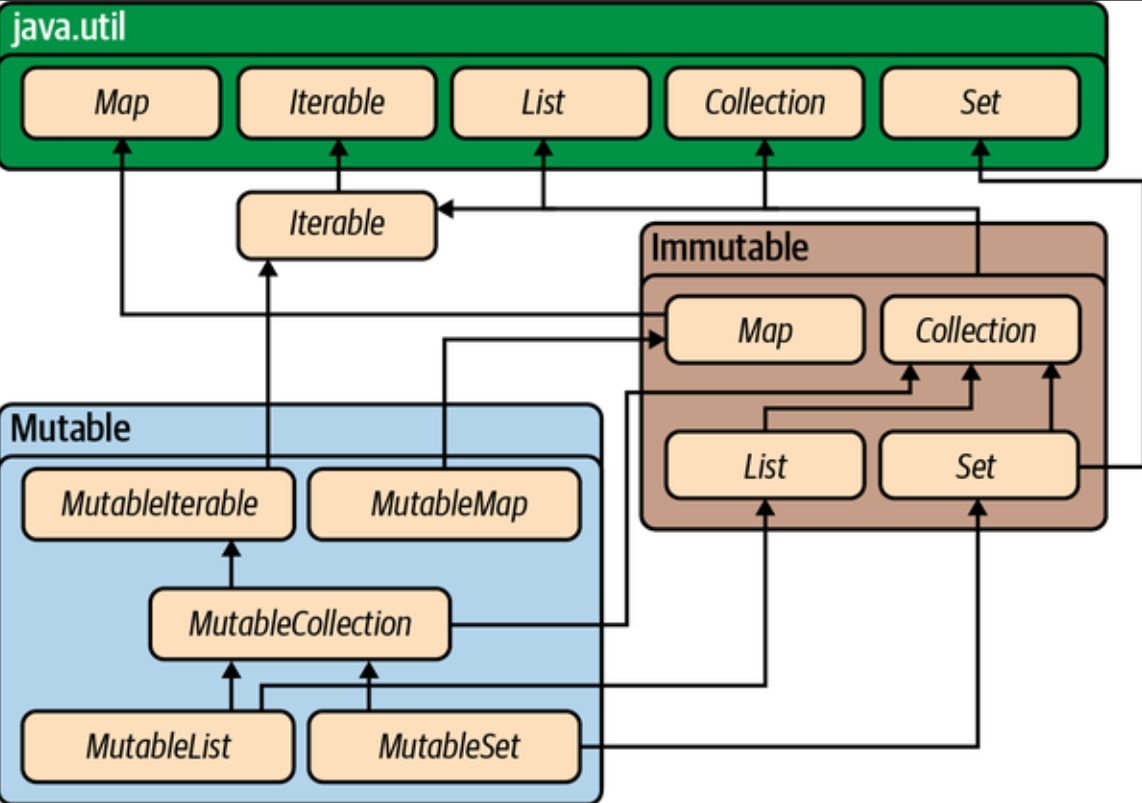 java.util
Map
Iterable
List
Collection
Set
Iterable
Immutable
Map
Collection
List
Set
Mutable
MutableIterable
MutableMap
MutableCollection
MutableList
MutableSet